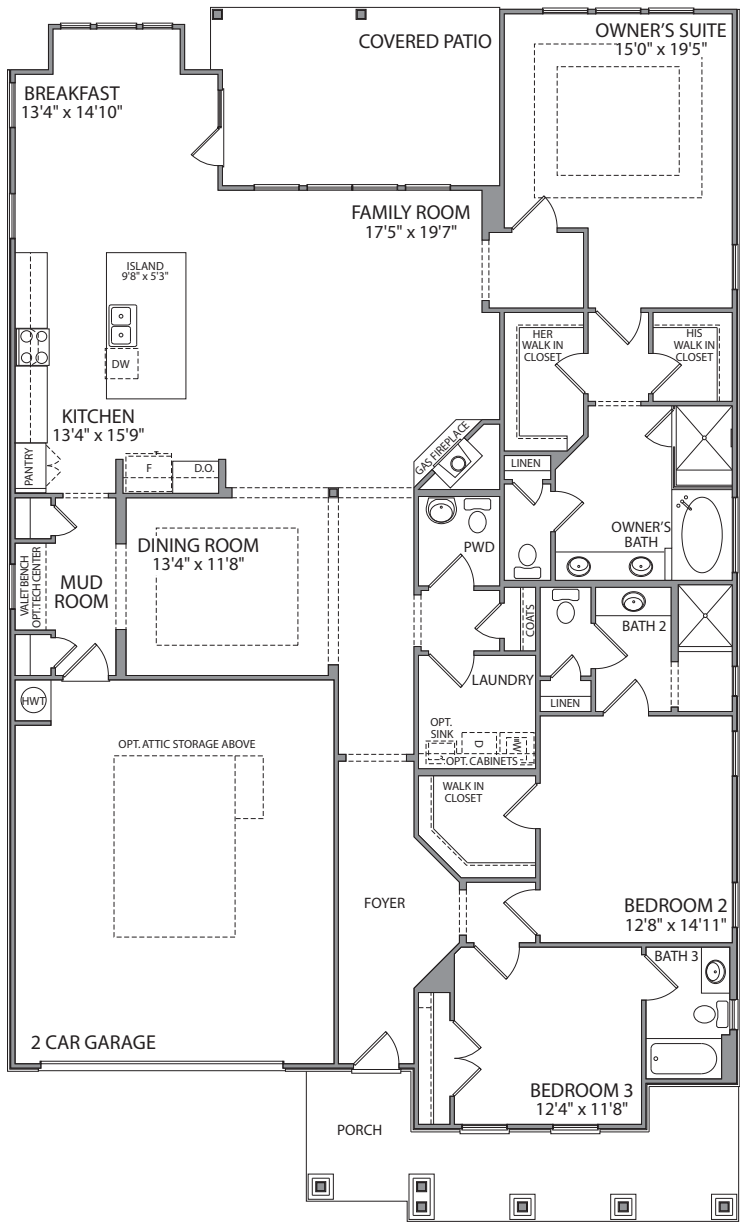 OWNER'S SUITE
15'0" x 19'5"
COVERED PATIO
BREAKFAST
13'4" x 14'10"
FAMILY ROOM
17'5" x 19'7"
ISLAND
9'8" x 5'3"
DW
HER
WALK IN
CLOSET
HIS
WALK IN
CLOSET
KITCHEN
13'4" x 15'9"
PANTRY
F
D.O.
GAS FIREPLACE
LINEN
OWNER'S
BATH
PWD
DINING ROOM
13'4" x 11'8"
VALET BENCH
OPT. TECH CENTER
MUD
ROOM
COATS
BATH 2
LAUNDRY
LINEN
HWT
OPT.
SINK
D
W
OPT. CABINETS
OPT. ATTIC STORAGE ABOVE
WALK IN
CLOSET
FOYER
BEDROOM 2
12'8" x 14'11"
BATH 3
2 CAR GARAGE
BEDROOM 3
12'4" x 11'8"
PORCH